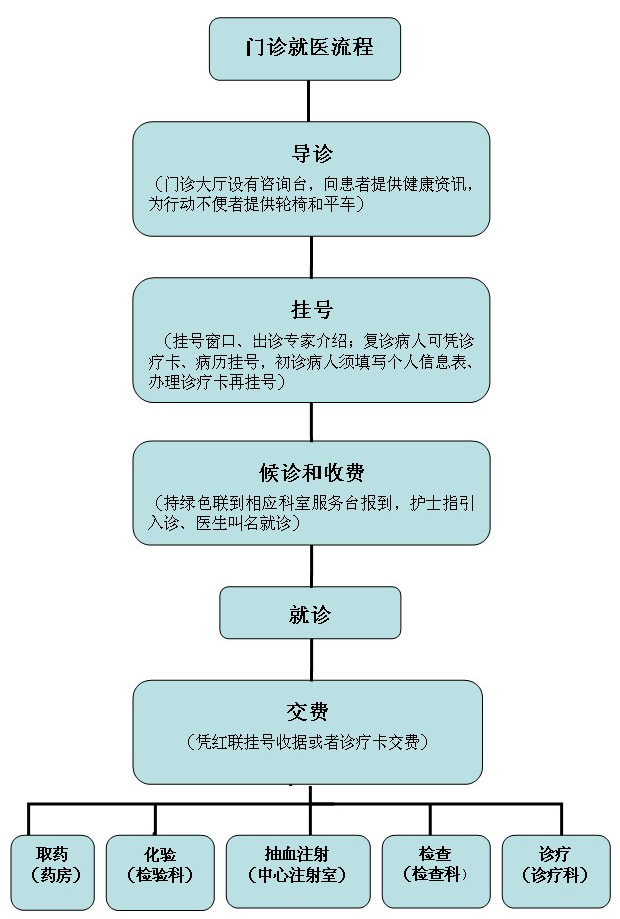 门诊就医流程
导诊
（门诊大厅设有咨询台，向患者提供健康资讯，
为行动不便者提供轮椅和平车）
挂号
（挂号窗口、出诊专家介绍；复诊病人可凭诊
疗卡、病历挂号，初诊病人须填写个人信息表、
办理诊疗卡再挂号）
候诊和收费
（持绿色联到相应科室服务台报到，护士指引
入诊、医生叫名就诊）
就诊
交费
（凭红联挂号收据或者诊疗卡交费）
取药
（药房）
化验
（检验科）
抽血注射
（中心注射室）
检查
（检查科）
诊疗
（诊疗科）